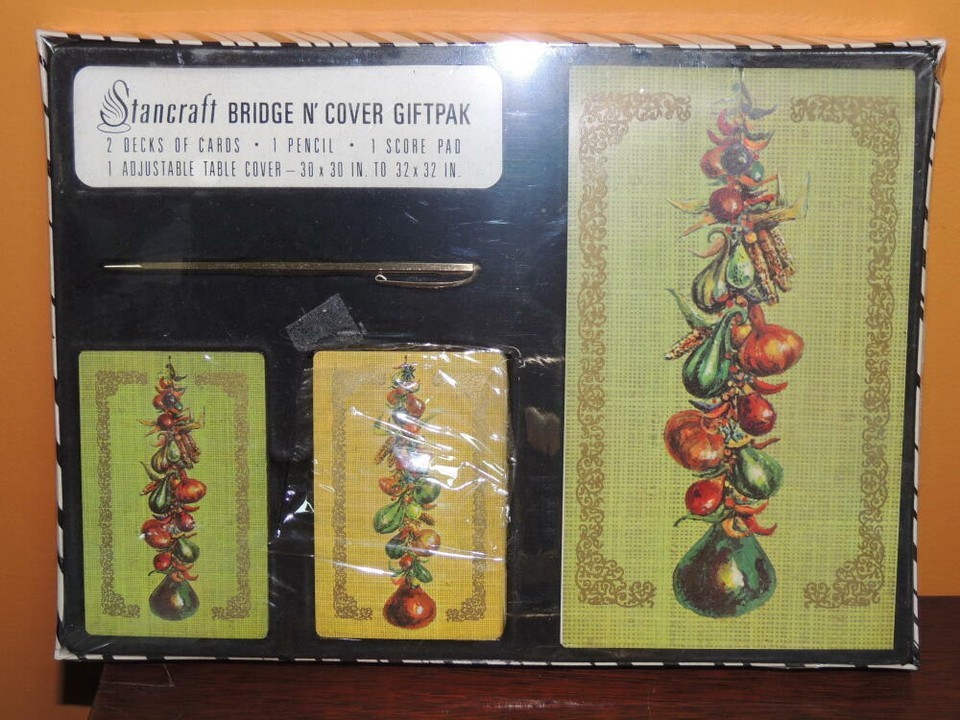 Stancraft BRIDGE N' COVER GIFTPAK
2 DECKS OF CARDS • 1 PENCIL • 1 SCORE PAD
1 ADJUSTABLE TABLE COVER – 30 x 30 IN. TO 32 x 32 IN.